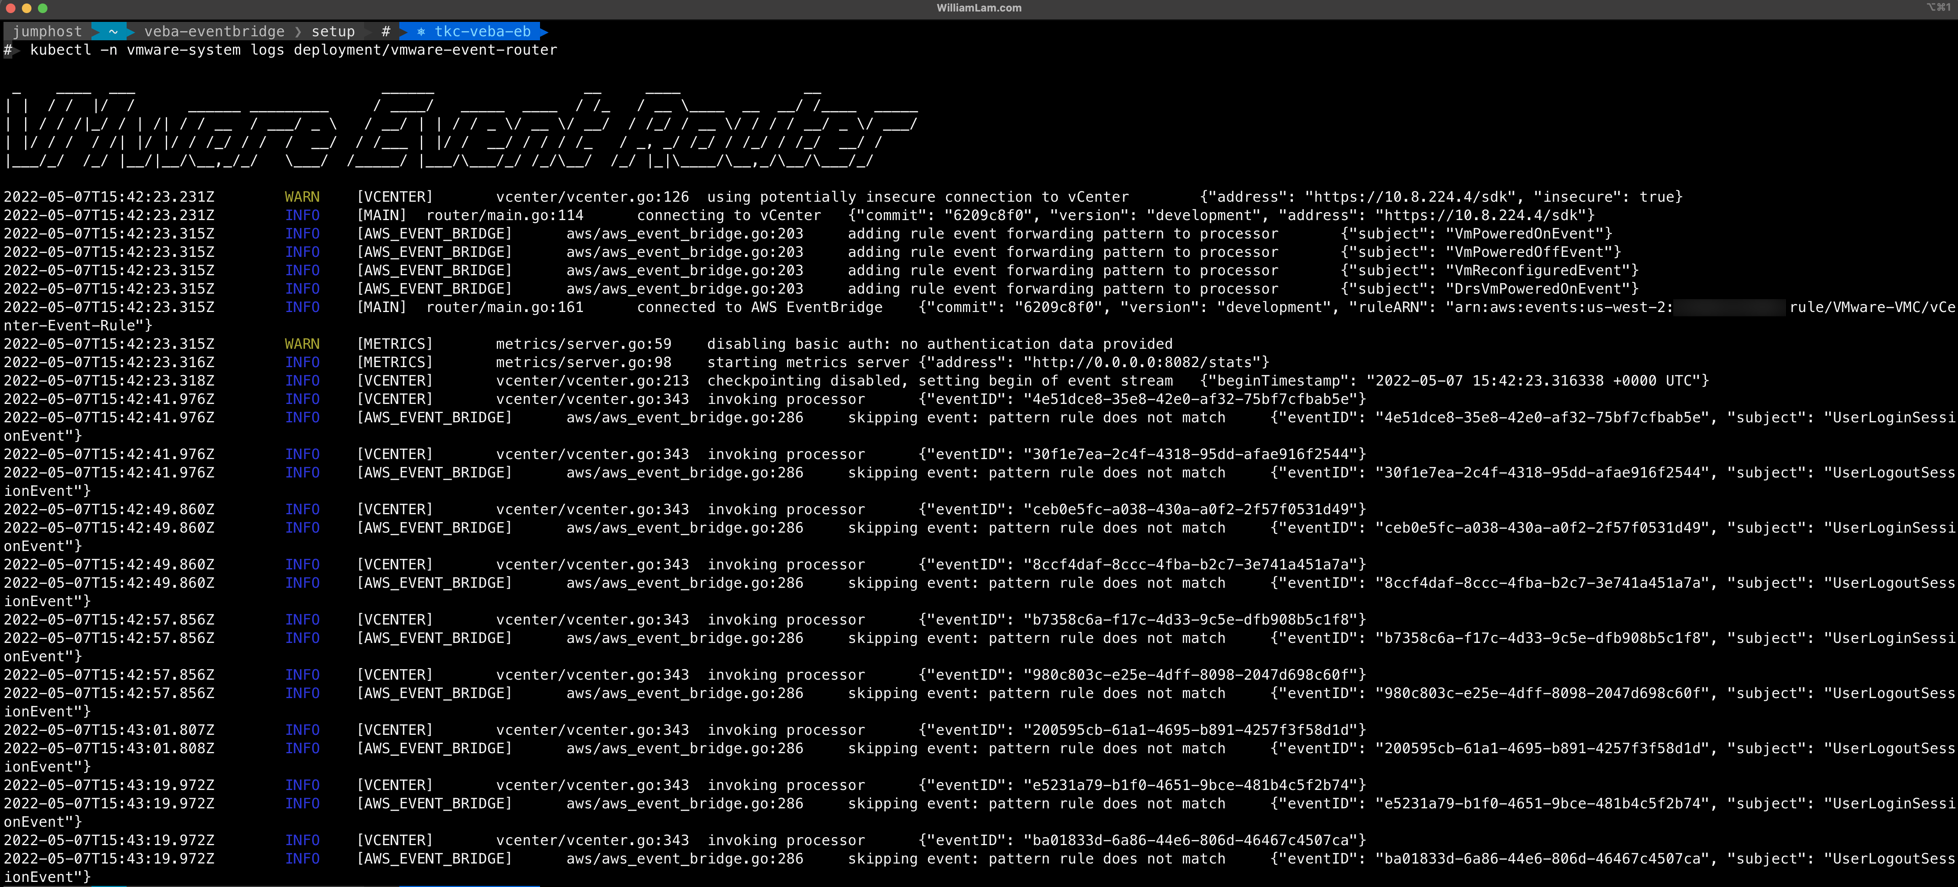 WilliamLam.com
⌥⌘1
jumphost ~ veba-eventbridge ❯ setup # ⎈ tkc-veba-eb
# kubectl -n vmware-system logs deployment/vmware-event-router
VMware Event Router
2022-05-07T15:42:23.231Z WARN [VCENTER] vcenter/vcenter.go:126 using potentially insecure connection to vCenter {"address": "https://10.8.224.4/sdk", "insecure": true}
2022-05-07T15:42:23.231Z INFO [MAIN] router/main.go:114 connecting to vCenter {"commit": "6209c8f0", "version": "development", "address": "https://10.8.224.4/sdk"}
2022-05-07T15:42:23.315Z INFO [AWS_EVENT_BRIDGE] aws/aws_event_bridge.go:203 adding rule event forwarding pattern to processor {"subject": "VmPoweredOnEvent"}
2022-05-07T15:42:23.315Z INFO [AWS_EVENT_BRIDGE] aws/aws_event_bridge.go:203 adding rule event forwarding pattern to processor {"subject": "VmPoweredOffEvent"}
2022-05-07T15:42:23.315Z INFO [AWS_EVENT_BRIDGE] aws/aws_event_bridge.go:203 adding rule event forwarding pattern to processor {"subject": "VmReconfiguredEvent"}
2022-05-07T15:42:23.315Z INFO [AWS_EVENT_BRIDGE] aws/aws_event_bridge.go:203 adding rule event forwarding pattern to processor {"subject": "DrsVmPoweredOnEvent"}
2022-05-07T15:42:23.315Z INFO [MAIN] router/main.go:161 connected to AWS EventBridge {"commit": "6209c8f0", "version": "development", "ruleARN": "arn:aws:events:us-west-2: rule/VMware-VMC/vCe
nter-Event-Rule"}
2022-05-07T15:42:23.315Z WARN [METRICS] metrics/server.go:59 disabling basic auth: no authentication data provided
2022-05-07T15:42:23.316Z INFO [METRICS] metrics/server.go:98 starting metrics server {"address": "http://0.0.0.0:8082/stats"}
2022-05-07T15:42:23.318Z INFO [VCENTER] vcenter/vcenter.go:213 checkpointing disabled, setting begin of event stream {"beginTimestamp": "2022-05-07 15:42:23.316338 +0000 UTC"}
2022-05-07T15:42:41.976Z INFO [VCENTER] vcenter/vcenter.go:343 invoking processor {"eventID": "4e51dce8-35e8-42e0-af32-75bf7cfbab5e"}
2022-05-07T15:42:41.976Z INFO [AWS_EVENT_BRIDGE] aws/aws_event_bridge.go:286 skipping event: pattern rule does not match {"eventID": "4e51dce8-35e8-42e0-af32-75bf7cfbab5e", "subject": "UserLoginSessi
onEvent"}
2022-05-07T15:42:41.976Z INFO [VCENTER] vcenter/vcenter.go:343 invoking processor {"eventID": "30f1e7ea-2c4f-4318-95dd-afae916f2544"}
2022-05-07T15:42:41.976Z INFO [AWS_EVENT_BRIDGE] aws/aws_event_bridge.go:286 skipping event: pattern rule does not match {"eventID": "30f1e7ea-2c4f-4318-95dd-afae916f2544", "subject": "UserLogoutSess
ionEvent"}
2022-05-07T15:42:49.860Z INFO [VCENTER] vcenter/vcenter.go:343 invoking processor {"eventID": "ceb0e5fc-a038-430a-a0f2-2f57f0531d49"}
2022-05-07T15:42:49.860Z INFO [AWS_EVENT_BRIDGE] aws/aws_event_bridge.go:286 skipping event: pattern rule does not match {"eventID": "ceb0e5fc-a038-430a-a0f2-2f57f0531d49", "subject": "UserLoginSessi
onEvent"}
2022-05-07T15:42:49.860Z INFO [VCENTER] vcenter/vcenter.go:343 invoking processor {"eventID": "8ccf4daf-8ccc-4fba-b2c7-3e741a451a7a"}
2022-05-07T15:42:49.860Z INFO [AWS_EVENT_BRIDGE] aws/aws_event_bridge.go:286 skipping event: pattern rule does not match {"eventID": "8ccf4daf-8ccc-4fba-b2c7-3e741a451a7a", "subject": "UserLogoutSess
ionEvent"}
2022-05-07T15:42:57.856Z INFO [VCENTER] vcenter/vcenter.go:343 invoking processor {"eventID": "b7358c6a-f17c-4d33-9c5e-dfb908b5c1f8"}
2022-05-07T15:42:57.856Z INFO [AWS_EVENT_BRIDGE] aws/aws_event_bridge.go:286 skipping event: pattern rule does not match {"eventID": "b7358c6a-f17c-4d33-9c5e-dfb908b5c1f8", "subject": "UserLoginSessi
onEvent"}
2022-05-07T15:42:57.856Z INFO [VCENTER] vcenter/vcenter.go:343 invoking processor {"eventID": "980c803c-e25e-4dff-8098-2047d698c60f"}
2022-05-07T15:42:57.856Z INFO [AWS_EVENT_BRIDGE] aws/aws_event_bridge.go:286 skipping event: pattern rule does not match {"eventID": "980c803c-e25e-4dff-8098-2047d698c60f", "subject": "UserLogoutSess
ionEvent"}
2022-05-07T15:43:01.807Z INFO [VCENTER] vcenter/vcenter.go:343 invoking processor {"eventID": "200595cb-61a1-4695-b891-4257f3f58d1d"}
2022-05-07T15:43:01.808Z INFO [AWS_EVENT_BRIDGE] aws/aws_event_bridge.go:286 skipping event: pattern rule does not match {"eventID": "200595cb-61a1-4695-b891-4257f3f58d1d", "subject": "UserLogoutSess
ionEvent"}
2022-05-07T15:43:19.972Z INFO [VCENTER] vcenter/vcenter.go:343 invoking processor {"eventID": "e5231a79-b1f0-4651-9bce-481b4c5f2b74"}
2022-05-07T15:43:19.972Z INFO [AWS_EVENT_BRIDGE] aws/aws_event_bridge.go:286 skipping event: pattern rule does not match {"eventID": "e5231a79-b1f0-4651-9bce-481b4c5f2b74", "subject": "UserLoginSessi
onEvent"}
2022-05-07T15:43:19.972Z INFO [VCENTER] vcenter/vcenter.go:343 invoking processor {"eventID": "ba01833d-6a86-44e6-806d-46467c4507ca"}
2022-05-07T15:43:19.972Z INFO [AWS_EVENT_BRIDGE] aws/aws_event_bridge.go:286 skipping event: pattern rule does not match {"eventID": "ba01833d-6a86-44e6-806d-46467c4507ca", "subject": "UserLogoutSess
ionEvent"}